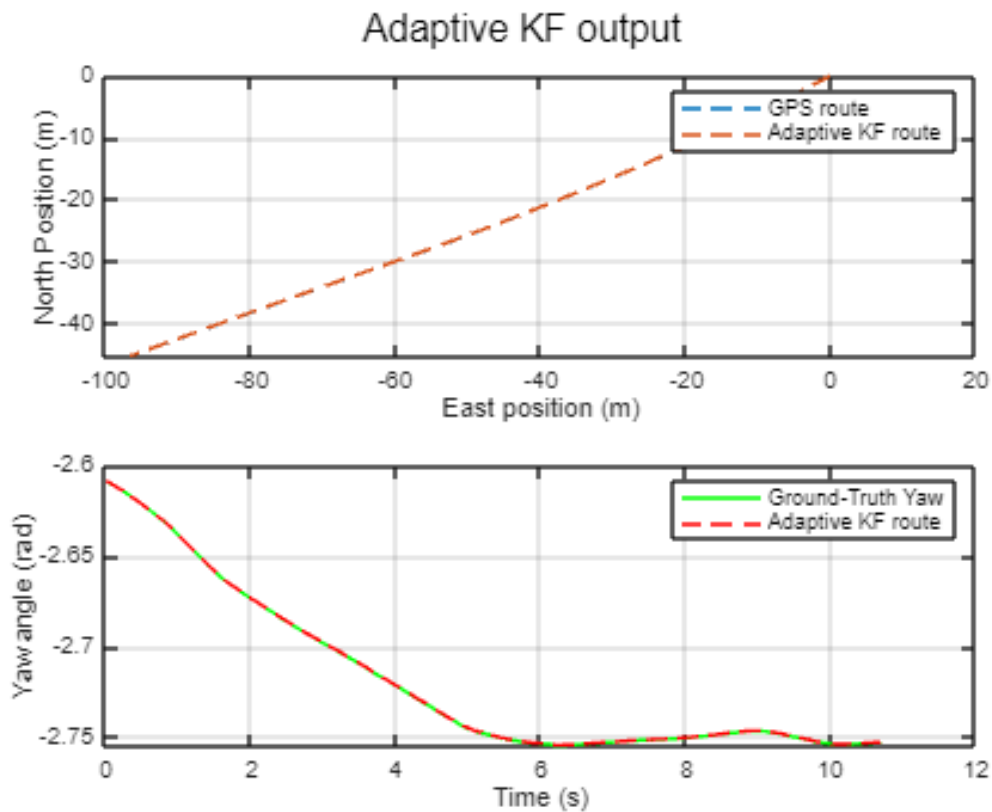 Adaptive KF output
0
-10
-20
-30
-40
North Position (m)
GPS route
Adaptive KF route
-100 -80 -60 -40 -20 0 20
East position (m)
-2.6
-2.65
-2.7
-2.75
Yaw angle (rad)
Ground-Truth Yaw
Adaptive KF route
0 2 4 6 8 10 12
Time (s)